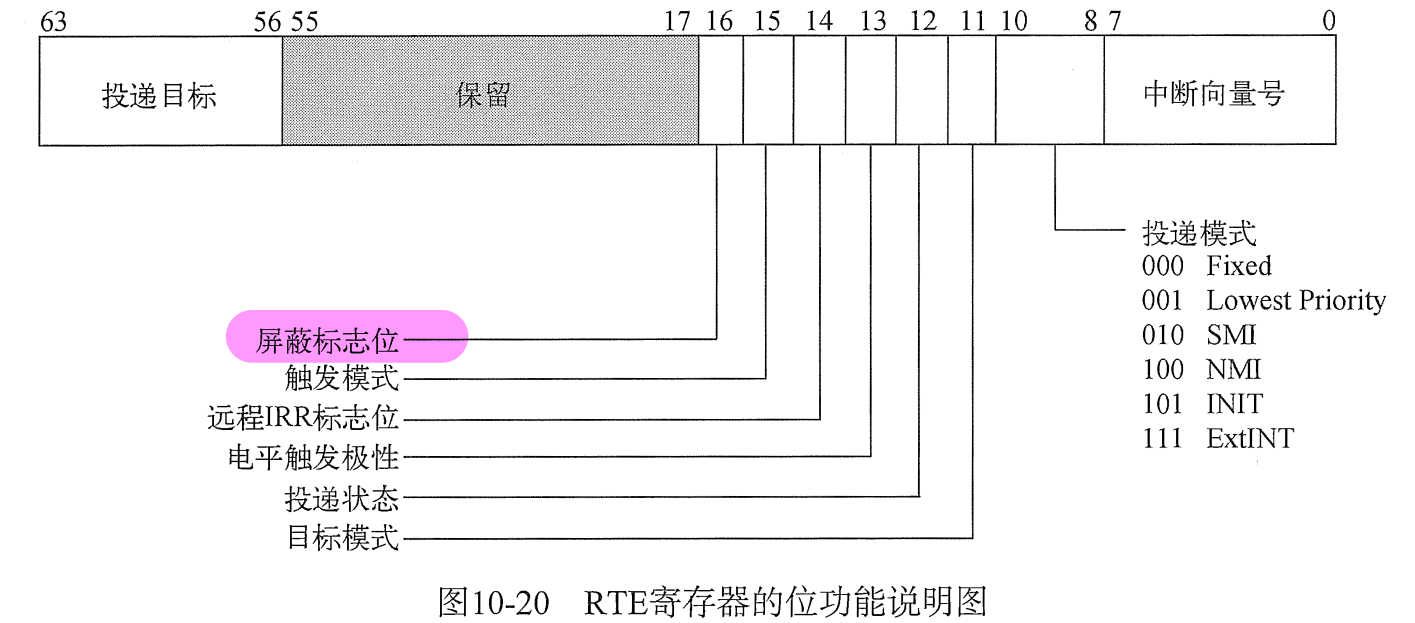 63 56 55 17 16 15 14 13 12 11 10 8 7 0
投递目标 保留 中断向量号
投递模式
000 Fixed
001 Lowest Priority
010 SMI
100 NMI
101 INIT
111 ExtINT
屏蔽标志位
触发模式
远程IRR标志位
电平触发极性
投递状态
目标模式
图10-20 RTE寄存器的位功能说明图